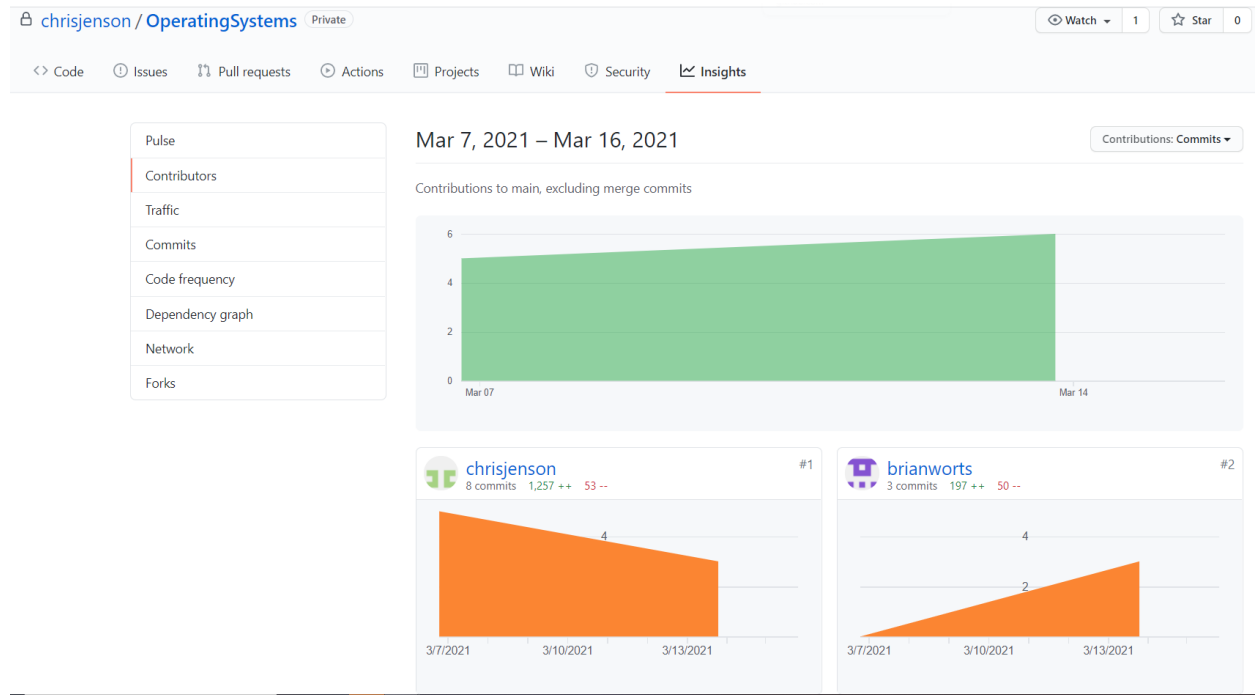 chrisjenson / OperatingSystems Private
Watch 1 Star 0
Code Issues Pull requests Actions Projects Wiki Security Insights
Pulse
Contributors
Traffic
Commits
Code frequency
Dependency graph
Network
Forks
Mar 7, 2021 – Mar 16, 2021
Contributions: Commits
Contributions to main, excluding merge commits
6
4
2
0
Mar 07 Mar 14
chrisjenson #1
8 commits 1,257 ++ 53 --
4
3/7/2021 3/10/2021 3/13/2021
brianworts #2
3 commits 197 ++ 50 --
4
2
3/7/2021 3/10/2021 3/13/2021